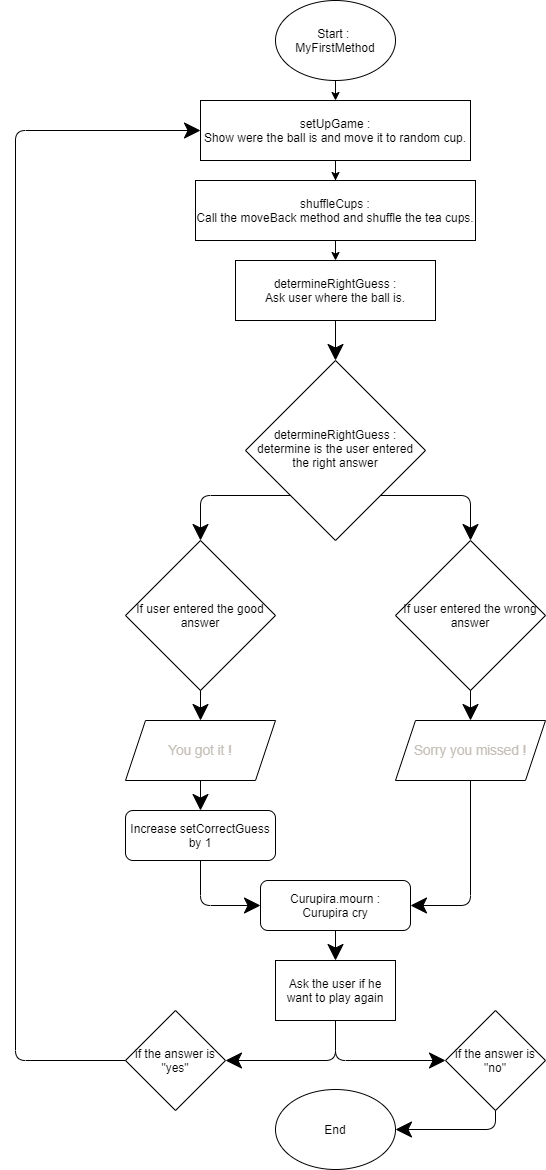 Start :
MyFirstMethod
setUpGame :
Show were the ball is and move it to random cup.
shuffleCups :
Call the moveBack method and shuffle the tea cups.
determineRightGuess :
Ask user where the ball is.
determineRightGuess :
determine is the user entered
the right answer
If user entered the good
answer
If user entered the wrong
answer
You got it !
Sorry you missed !
Increase setCorrectGuess
by 1
Curupira.mourn :
Curupira cry
Ask the user if he
want to play again
If the answer is
"yes"
If the answer is
"no"
End